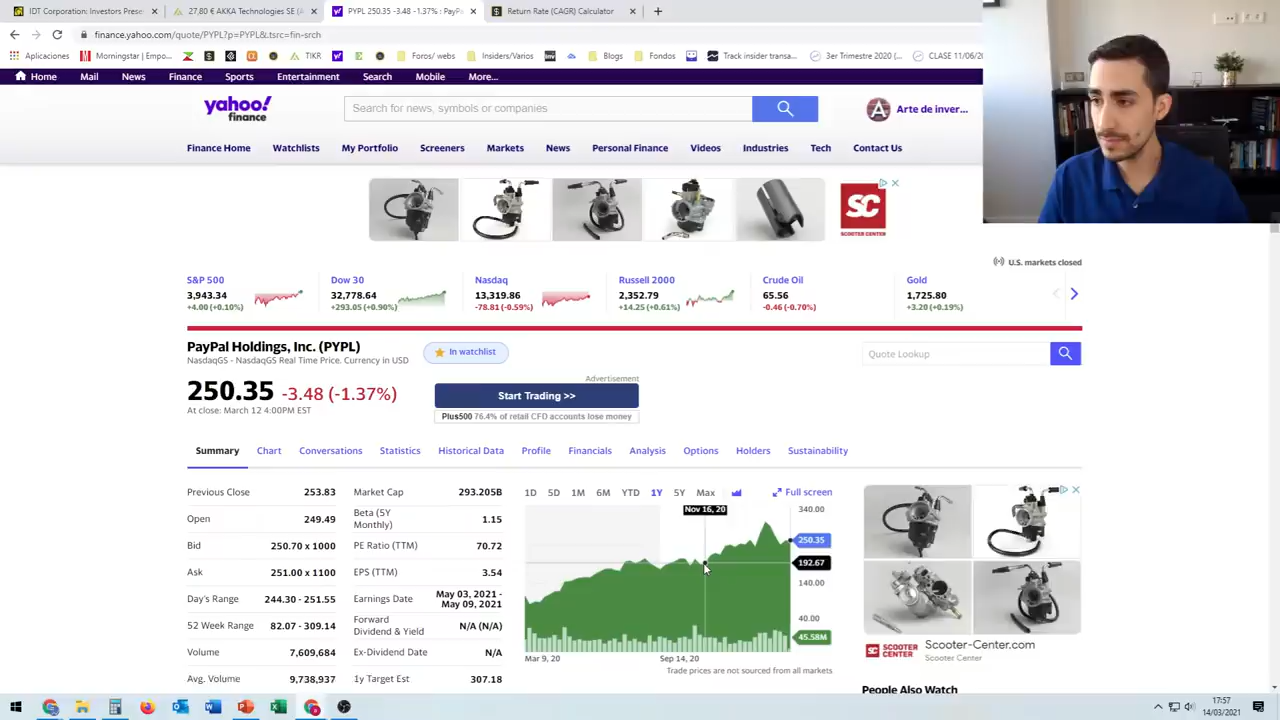 IDT Corporation: Investors Prese
27,80 € AKKA Technologies SE (A
PYPL 250.35 -3.48 -1.37% : PayPa
Return Rate (CAGR) Calculator
finance.yahoo.com/quote/PYPL?p=PYPL&.tsrc=fin-srch
Aplicaciones
Morningstar | Empo...
TIKR
Foros/ webs
Insiders/Varios
Blogs
Fondos
Track insider transa...
3er Trimestre 2020 (...
CLASE 11/06/20
Home Mail News Finance Sports Entertainment Search Mobile More...
yahoo!
finance
Search for news, symbols or companies
Arte de inver...
Finance Home Watchlists My Portfolio Screeners Markets News Personal Finance Videos Industries Tech Contact Us
SC
SCOOTER CENTER
U.S. markets closed
S&P 500
3,943.34
+4.00 (+0.10%)
Dow 30
32,778.64
+293.05 (+0.90%)
Nasdaq
13,319.86
-78.81 (-0.59%)
Russell 2000
2,352.79
+14.25 (+0.61%)
Crude Oil
65.56
-0.46 (-0.70%)
Gold
1,725.80
+3.20 (+0.19%)
PayPal Holdings, Inc. (PYPL)
NasdaqGS - NasdaqGS Real Time Price. Currency in USD
In watchlist
Quote Lookup
250.35 -3.48 (-1.37%)
At close: March 12 4:00PM EST
Advertisement
Start Trading >>
Plus500 76.4% of retail CFD accounts lose money
Summary Chart Conversations Statistics Historical Data Profile Financials Analysis Options Holders Sustainability
Previous Close 253.83
Open 249.49
Bid 250.70 x 1000
Ask 251.00 x 1100
Day's Range 244.30 - 251.55
52 Week Range 82.07 - 309.14
Volume 7,609,684
Avg. Volume 9,738,937
Market Cap 293.205B
Beta (5Y
Monthly) 1.15
PE Ratio (TTM) 70.72
EPS (TTM) 3.54
Earnings Date May 03, 2021 -
May 09, 2021
Forward
Dividend & Yield N/A (N/A)
Ex-Dividend Date N/A
1y Target Est 307.18
1D 5D 1M 6M YTD 1Y 5Y Max
Full screen
Nov 16, 20
340.00
250.35
192.67
140.00
40.00
45.58M
Mar 9, 20
Sep 14, 20
Trade prices are not sourced from all markets
SC
SCOOTER
CENTER
Scooter-Center.com
Scooter Center
People Also Watch
17:57
14/03/2021